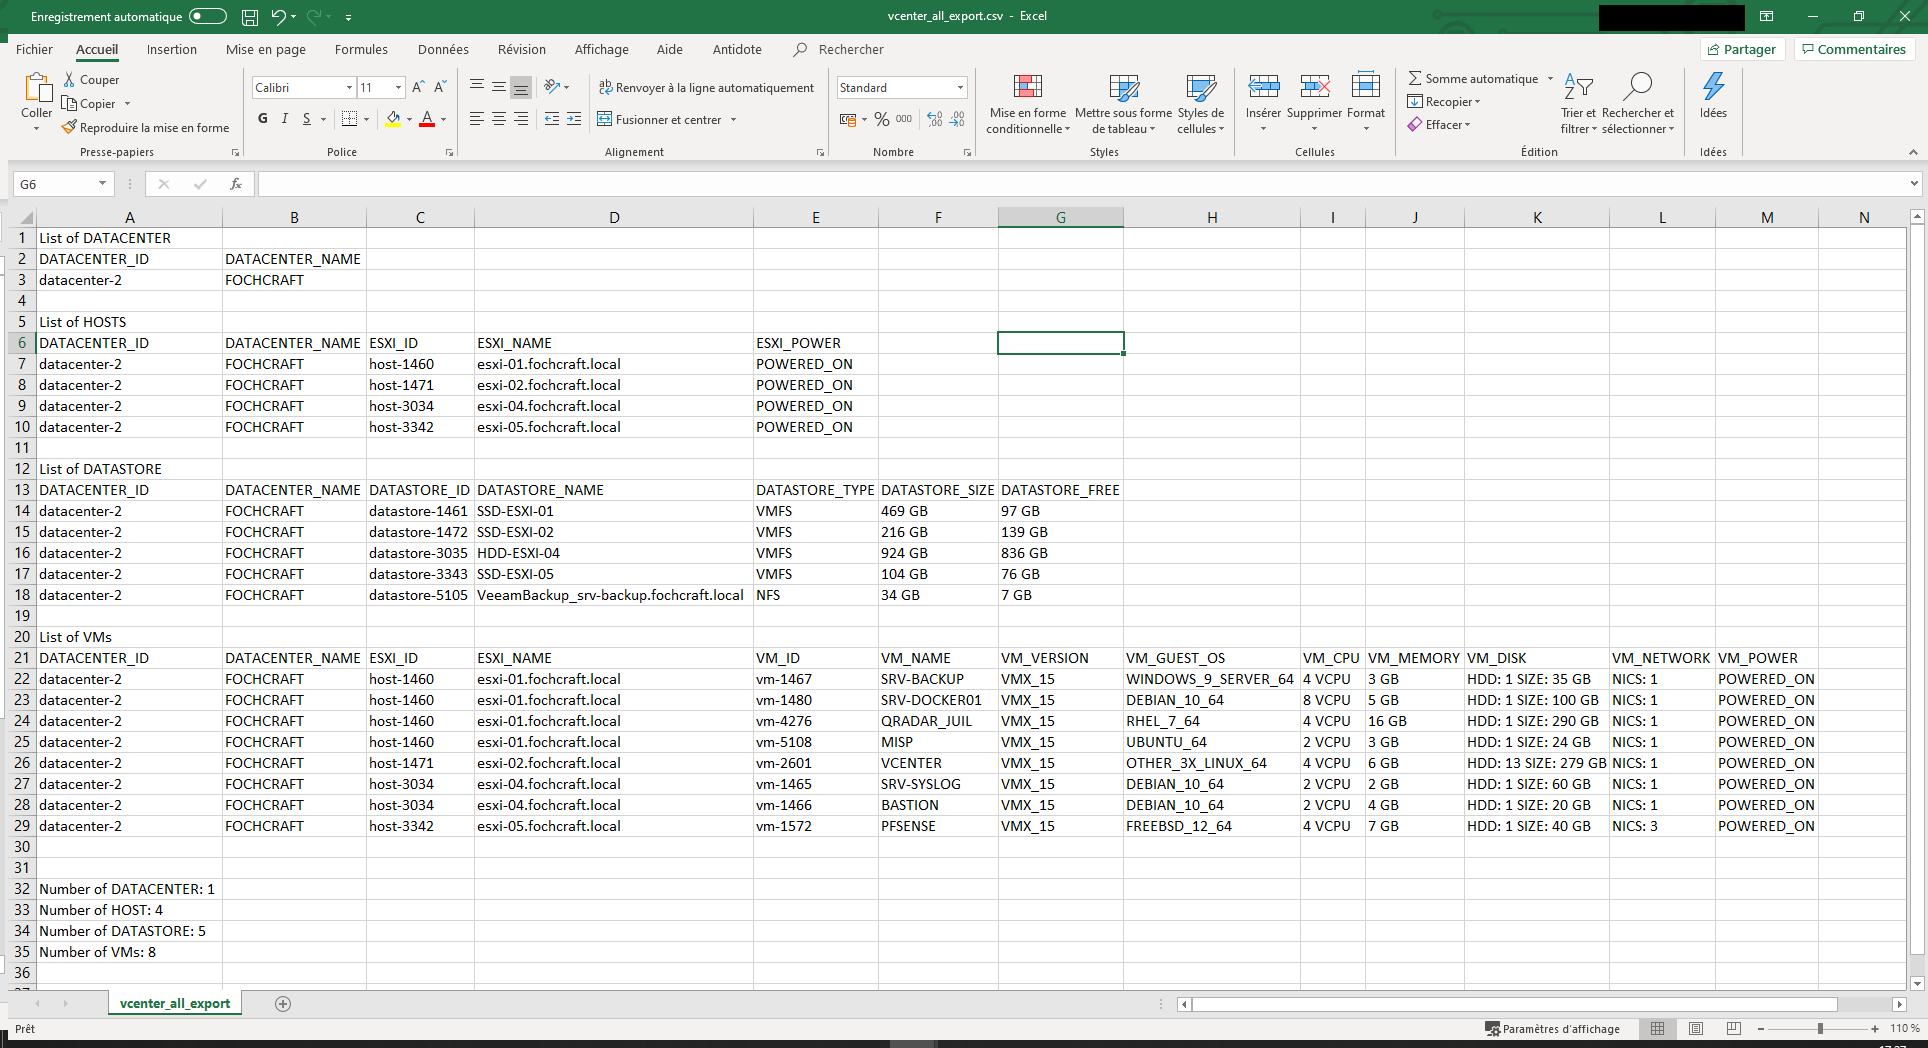 Enregistrement automatique
vcenter_all_export.csv - Excel
Fichier Accueil Insertion Mise en page Formules Données Révision Affichage Aide Antidote Rechercher Partager Commentaires
Coller
Couper
Copier
Reproduire la mise en forme
Presse-papiers
Calibri 11
G I S
A A
Police
Renvoyer à la ligne automatiquement
Fusionner et centrer
Alignement
Standard
% 000
Nombre
Mise en forme conditionnelle
Mettre sous forme de tableau
Styles de cellules
Styles
Insérer Supprimer Format
Cellules
Somme automatique
Recopier
Effacer
Trier et filtrer
Rechercher et sélectionner
Édition
Idées
Idées
G6 fx
A B C D E F G H I J K L M N
1 List of DATACENTER
2 DATACENTER_ID DATACENTER_NAME
3 datacenter-2 FOCHCRAFT
4
5 List of HOSTS
6 DATACENTER_ID DATACENTER_NAME ESXI_ID ESXI_NAME ESXI_POWER
7 datacenter-2 FOCHCRAFT host-1460 esxi-01.fochcraft.local POWERED_ON
8 datacenter-2 FOCHCRAFT host-1471 esxi-02.fochcraft.local POWERED_ON
9 datacenter-2 FOCHCRAFT host-3034 esxi-04.fochcraft.local POWERED_ON
10 datacenter-2 FOCHCRAFT host-3342 esxi-05.fochcraft.local POWERED_ON
11
12 List of DATASTORE
13 DATACENTER_ID DATACENTER_NAME DATASTORE_ID DATASTORE_NAME DATASTORE_TYPE DATASTORE_SIZE DATASTORE_FREE
14 datacenter-2 FOCHCRAFT datastore-1461 SSD-ESXI-01 VMFS 469 GB 97 GB
15 datacenter-2 FOCHCRAFT datastore-1472 SSD-ESXI-02 VMFS 216 GB 139 GB
16 datacenter-2 FOCHCRAFT datastore-3035 HDD-ESXI-04 VMFS 924 GB 836 GB
17 datacenter-2 FOCHCRAFT datastore-3343 SSD-ESXI-05 VMFS 104 GB 76 GB
18 datacenter-2 FOCHCRAFT datastore-5105 VeeamBackup_srv-backup.fochcraft.local NFS 34 GB 7 GB
19
20 List of VMs
21 DATACENTER_ID DATACENTER_NAME ESXI_ID ESXI_NAME VM_ID VM_NAME VM_VERSION VM_GUEST_OS VM_CPU VM_MEMORY VM_DISK VM_NETWORK VM_POWER
22 datacenter-2 FOCHCRAFT host-1460 esxi-01.fochcraft.local vm-1467 SRV-BACKUP VMX_15 WINDOWS_9_SERVER_64 4 VCPU 3 GB HDD: 1 SIZE: 35 GB NICS: 1 POWERED_ON
23 datacenter-2 FOCHCRAFT host-1460 esxi-01.fochcraft.local vm-1480 SRV-DOCKER01 VMX_15 DEBIAN_10_64 8 VCPU 5 GB HDD: 1 SIZE: 100 GB NICS: 1 POWERED_ON
24 datacenter-2 FOCHCRAFT host-1460 esxi-01.fochcraft.local vm-4276 QRADAR_JUIL VMX_15 RHEL_7_64 4 VCPU 16 GB HDD: 1 SIZE: 290 GB NICS: 1 POWERED_ON
25 datacenter-2 FOCHCRAFT host-1460 esxi-01.fochcraft.local vm-5108 MISP VMX_15 UBUNTU_64 2 VCPU 3 GB HDD: 1 SIZE: 24 GB NICS: 1 POWERED_ON
26 datacenter-2 FOCHCRAFT host-1471 esxi-02.fochcraft.local vm-2601 VCENTER VMX_15 OTHER_3X_LINUX_64 4 VCPU 6 GB HDD: 13 SIZE: 279 GB NICS: 1 POWERED_ON
27 datacenter-2 FOCHCRAFT host-3034 esxi-04.fochcraft.local vm-1465 SRV-SYSLOG VMX_15 DEBIAN_10_64 2 VCPU 2 GB HDD: 1 SIZE: 60 GB NICS: 1 POWERED_ON
28 datacenter-2 FOCHCRAFT host-3034 esxi-04.fochcraft.local vm-1466 BASTION VMX_15 DEBIAN_10_64 2 VCPU 4 GB HDD: 1 SIZE: 20 GB NICS: 1 POWERED_ON
29 datacenter-2 FOCHCRAFT host-3342 esxi-05.fochcraft.local vm-1572 PFSENSE VMX_15 FREEBSD_12_64 4 VCPU 7 GB HDD: 1 SIZE: 40 GB NICS: 3 POWERED_ON
30
31
32 Number of DATACENTER: 1
33 Number of HOST: 4
34 Number of DATASTORE: 5
35 Number of VMs: 8
36
vcenter_all_export
Prêt
Paramètres d'affichage
110 %